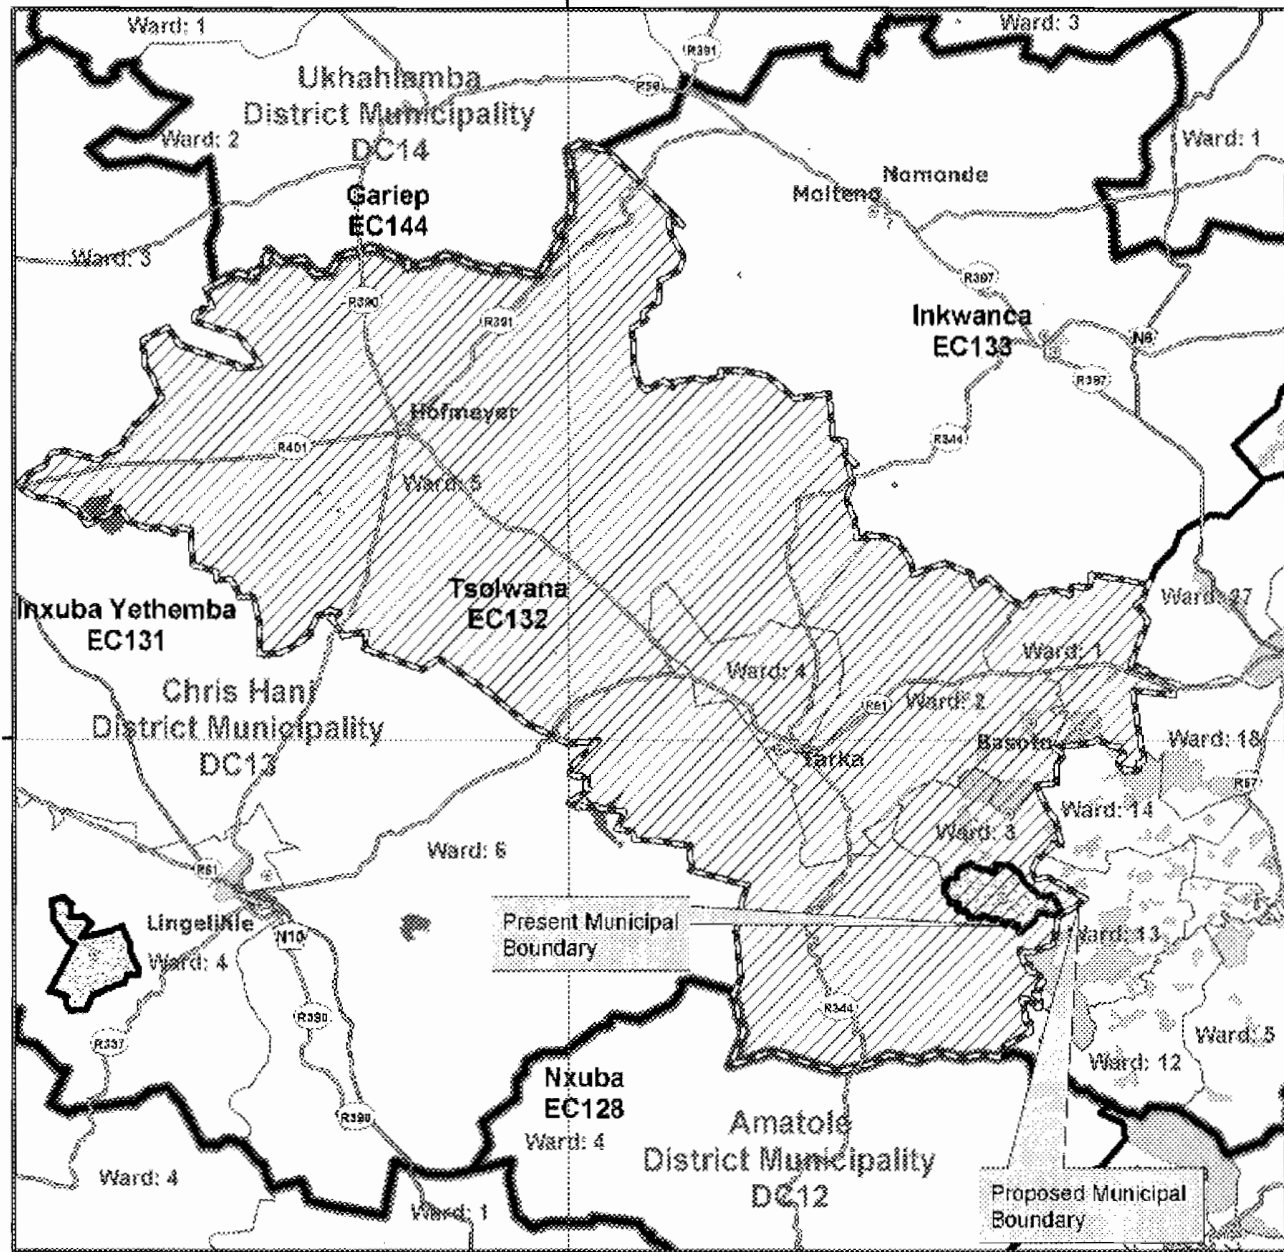 Ward: 1
Ward: 3
R391
R56
Ukhahlamba
District Municipality
DC14
Ward: 2
Ward: 1
Gariep
EC144
Molteno
Nomonde
Ward: 3
R397
R390
R391
Inkwanca
EC133
N6
R397
Hofmeyer
R401
R344
Ward: 5
Tsolwana
EC132
Inxuba Yethemba
EC131
Ward: 27
Ward: 1
Ward: 4
Chris Hani
District Municipality
DC13
R61
Ward: 2
Tarka
Ward: 18
R67
Ward: 14
Ward: 3
Ward: 6
R61
Lingelihle
Ward: 4
N10
Present Municipal
Boundary
Ward: 13
R390
R344
R337
Ward: 5
Ward: 12
Nxuba
EC128
Ward: 4
R390
Amatole
District Municipality
DC12
Ward: 4
Ward: 1
Proposed Municipal
Boundary